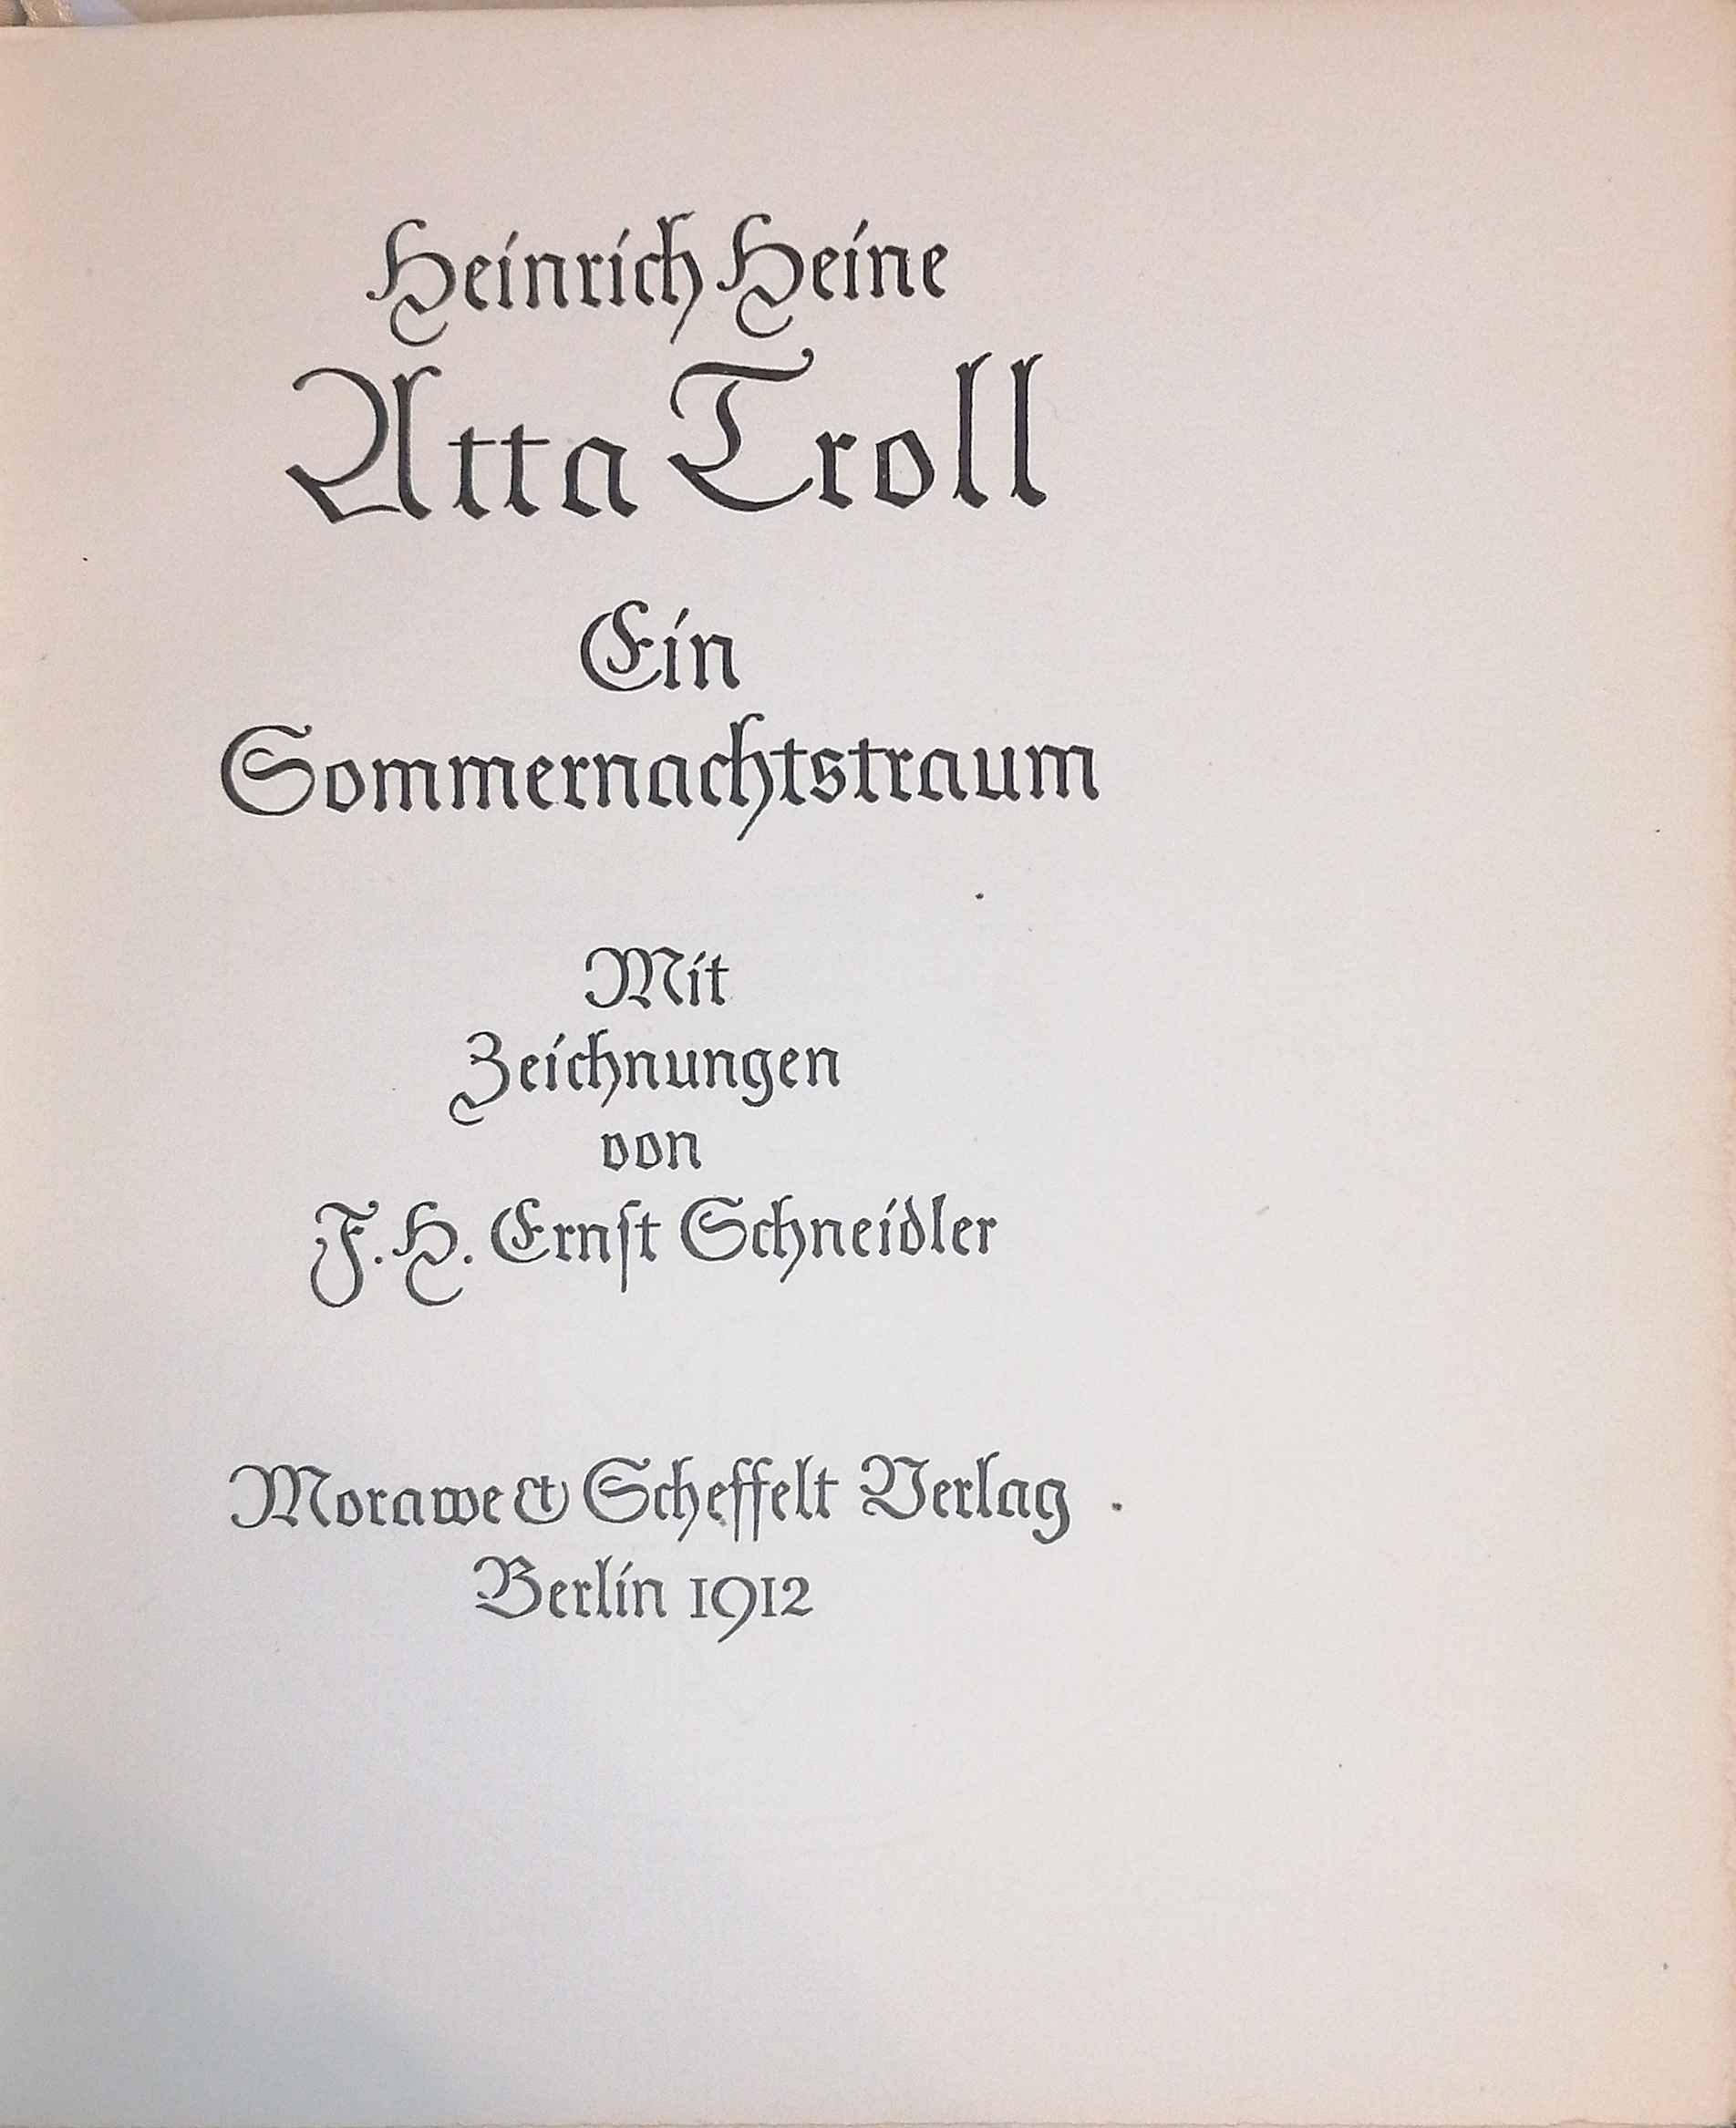 Heinrich Heine
Atta Troll
Ein
Sommernachtstraum
Mit
Zeichnungen
von
F. H. Ernſt Schneidler
Morawe & Scheffelt Verlag
Berlin 1912